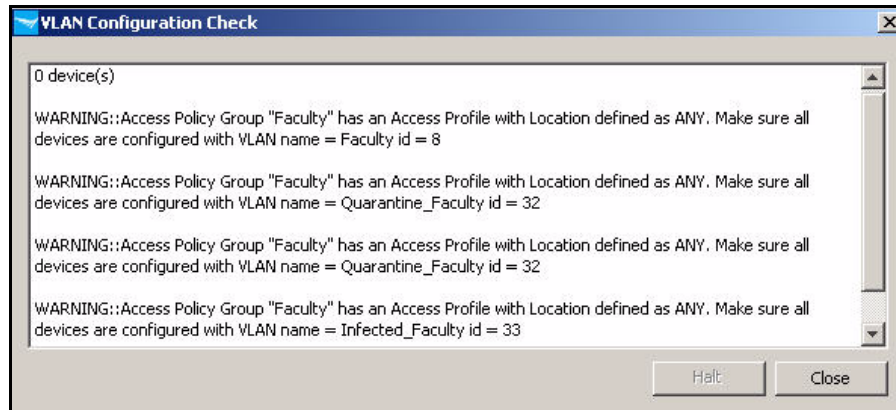 VLAN Configuration Check
0 device(s)
WARNING::Access Policy Group "Faculty" has an Access Profile with Location defined as ANY. Make sure all
devices are configured with VLAN name = Faculty id = 8
WARNING::Access Policy Group "Faculty" has an Access Profile with Location defined as ANY. Make sure all
devices are configured with VLAN name = Quarantine_Faculty id = 32
WARNING::Access Policy Group "Faculty" has an Access Profile with Location defined as ANY. Make sure all
devices are configured with VLAN name = Quarantine_Faculty id = 32
WARNING::Access Policy Group "Faculty" has an Access Profile with Location defined as ANY. Make sure all
devices are configured with VLAN name = Infected_Faculty id = 33
Halt
Close